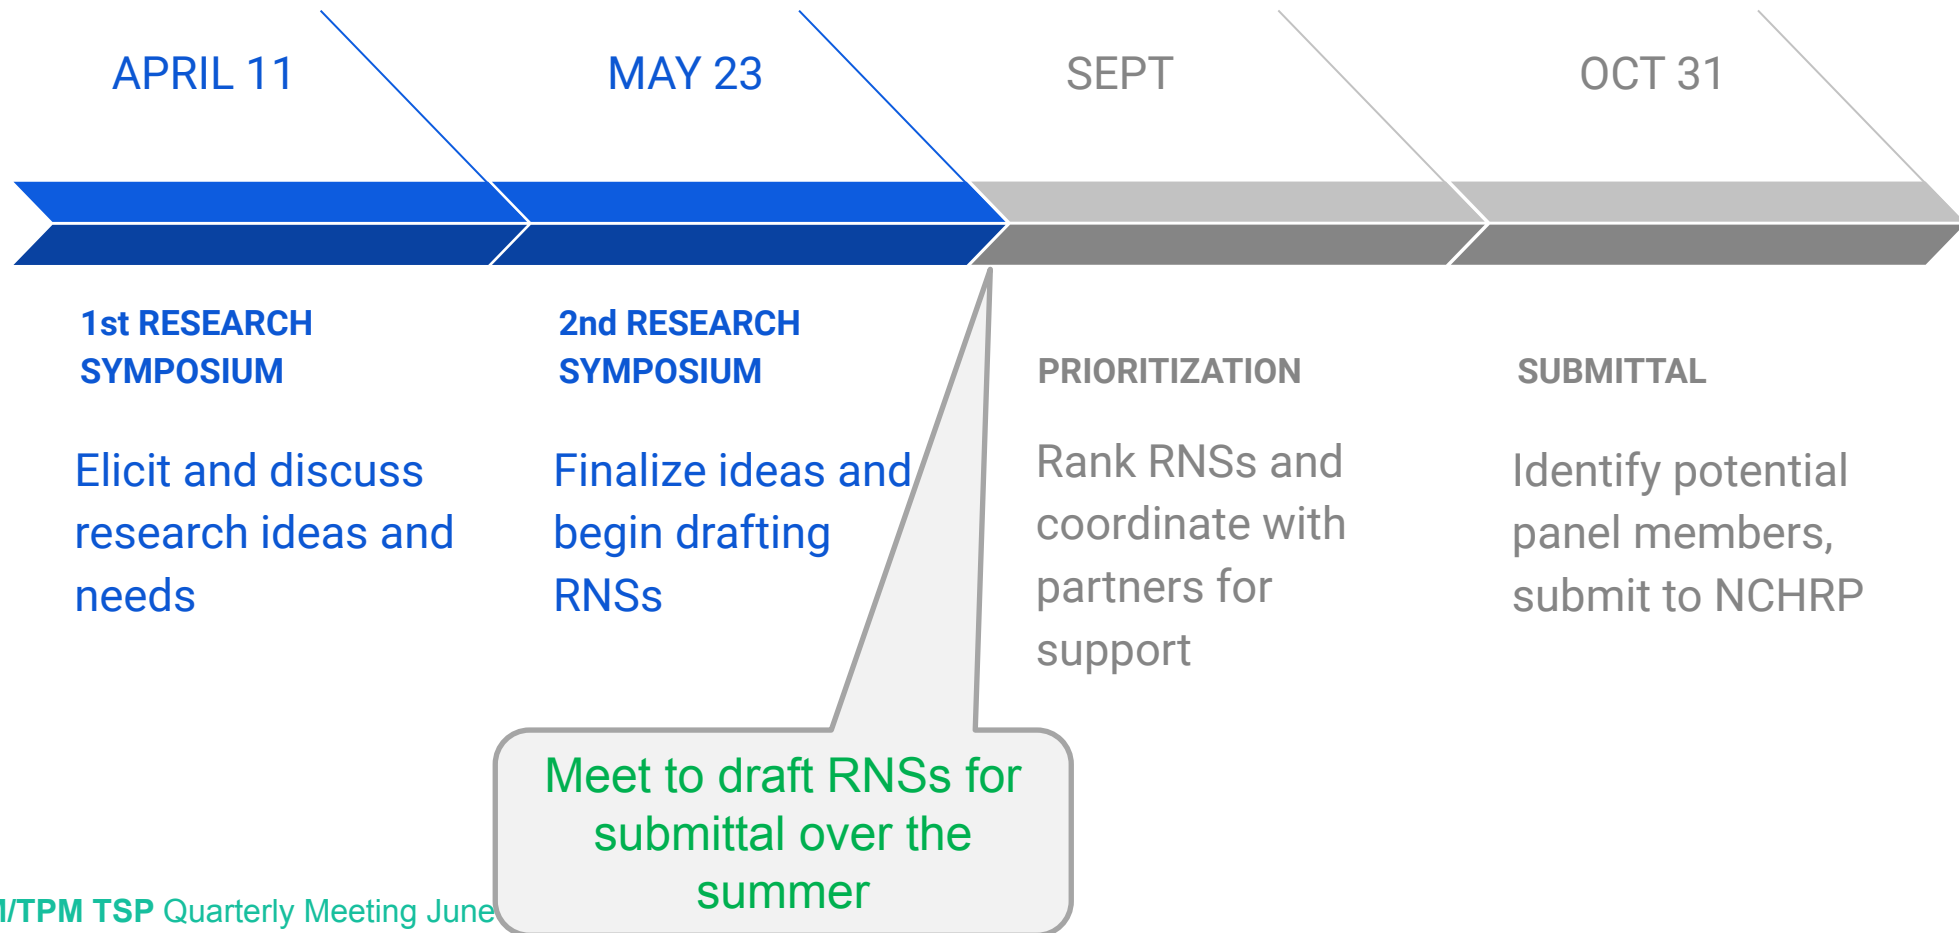 APRIL 11
MAY 23
SEPT
OCT 31
1st RESEARCH
SYMPOSIUM
Elicit and discuss
research ideas and
needs
2nd RESEARCH
SYMPOSIUM
Finalize ideas and
begin drafting
RNSs
PRIORITIZATION
Rank RNSs and
coordinate with
partners for
support
SUBMITTAL
Identify potential
panel members,
submit to NCHRP
Meet to draft RNSs for
submittal over the
summer
/TPM TSP Quarterly Meeting June